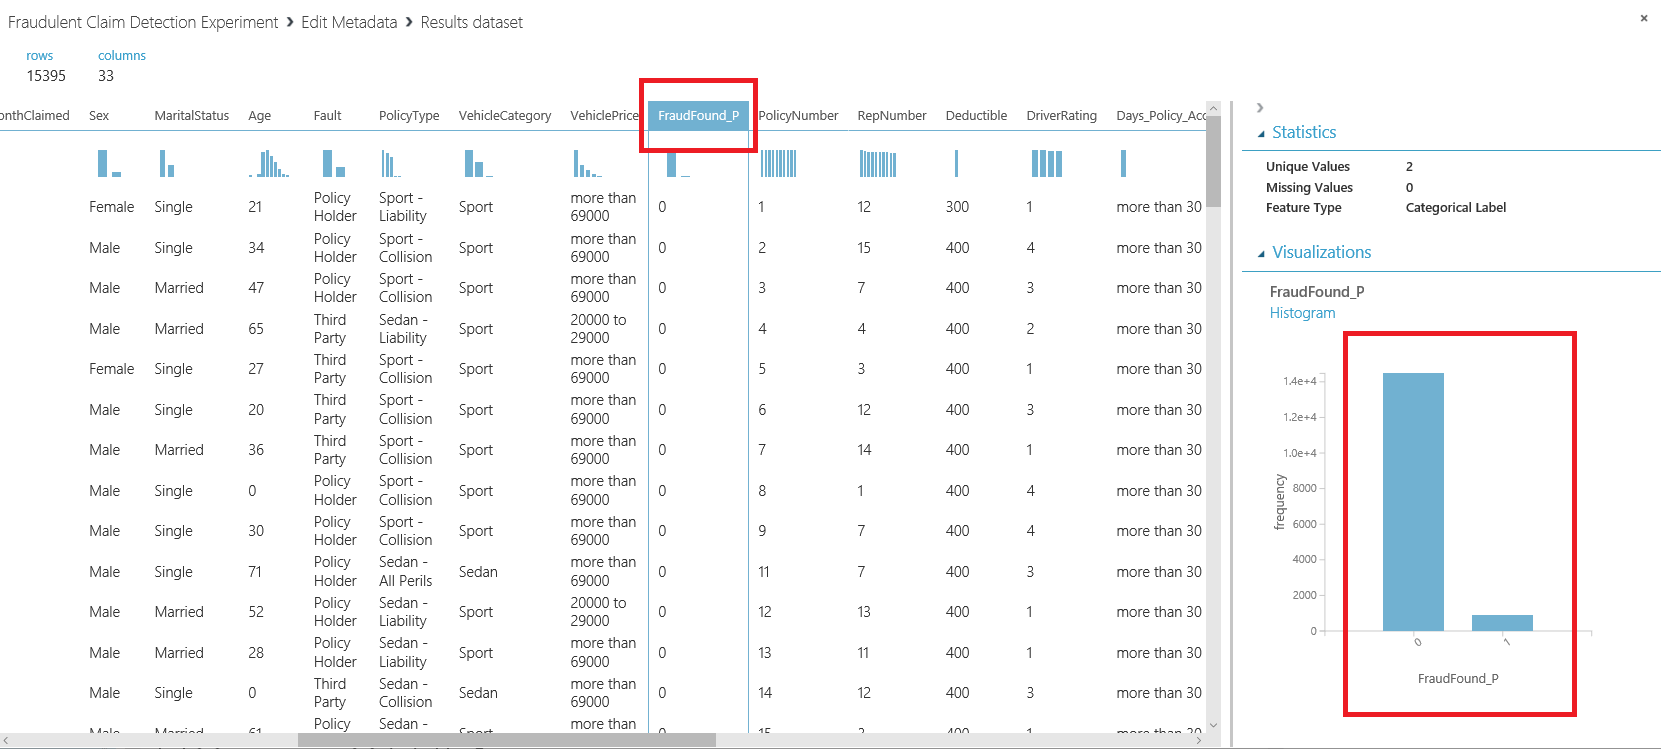 Fraudulent Claim Detection Experiment › Edit Metadata › Results dataset
rows columns
15395 33
onthClaimed Sex MaritalStatus Age Fault PolicyType VehicleCategory VehiclePrice FraudFound_P PolicyNumber RepNumber Deductible DriverRating Days_Policy_Acc
Female Single 21 Policy Holder Sport - Liability Sport more than 69000 0 1 12 300 1 more than 30
Male Single 34 Policy Holder Sport - Collision Sport more than 69000 0 2 15 400 4 more than 30
Male Married 47 Policy Holder Sport - Collision Sport more than 69000 0 3 7 400 3 more than 30
Male Married 65 Third Party Sedan - Liability Sport 20000 to 29000 0 4 4 400 2 more than 30
Female Single 27 Third Party Sport - Collision Sport more than 69000 0 5 3 400 1 more than 30
Male Single 20 Third Party Sport - Collision Sport more than 69000 0 6 12 400 3 more than 30
Male Married 36 Third Party Sport - Collision Sport more than 69000 0 7 14 400 1 more than 30
Male Single 0 Policy Holder Sport - Collision Sport more than 69000 0 8 1 400 4 more than 30
Male Single 30 Policy Holder Sport - Collision Sport more than 69000 0 9 7 400 4 more than 30
Male Single 71 Policy Holder Sedan - All Perils Sedan more than 69000 0 11 7 400 3 more than 30
Male Married 52 Policy Holder Sedan - Liability Sport 20000 to 29000 0 12 13 400 1 more than 30
Male Married 28 Policy Holder Sedan - Liability Sport more than 69000 0 13 11 400 1 more than 30
Male Single 0 Third Party Sedan - Collision Sedan more than 69000 0 14 12 400 3 more than 30
Male Married 61 Policy Sedan - more than 0 15 3 400 1 more than 30
Statistics
Unique Values 2
Missing Values 0
Feature Type Categorical Label
Visualizations
FraudFound_P
Histogram
1.4e+4
1.2e+4
1.0e+4
8000
6000
4000
2000
0
frequency
0 1
FraudFound_P